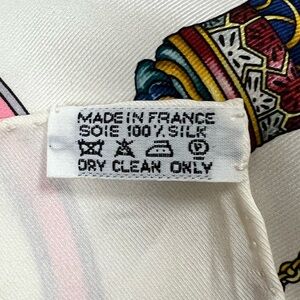 MADE IN FRANCE
SOIE 100% SILK
P
DRY CLEAN ONLY